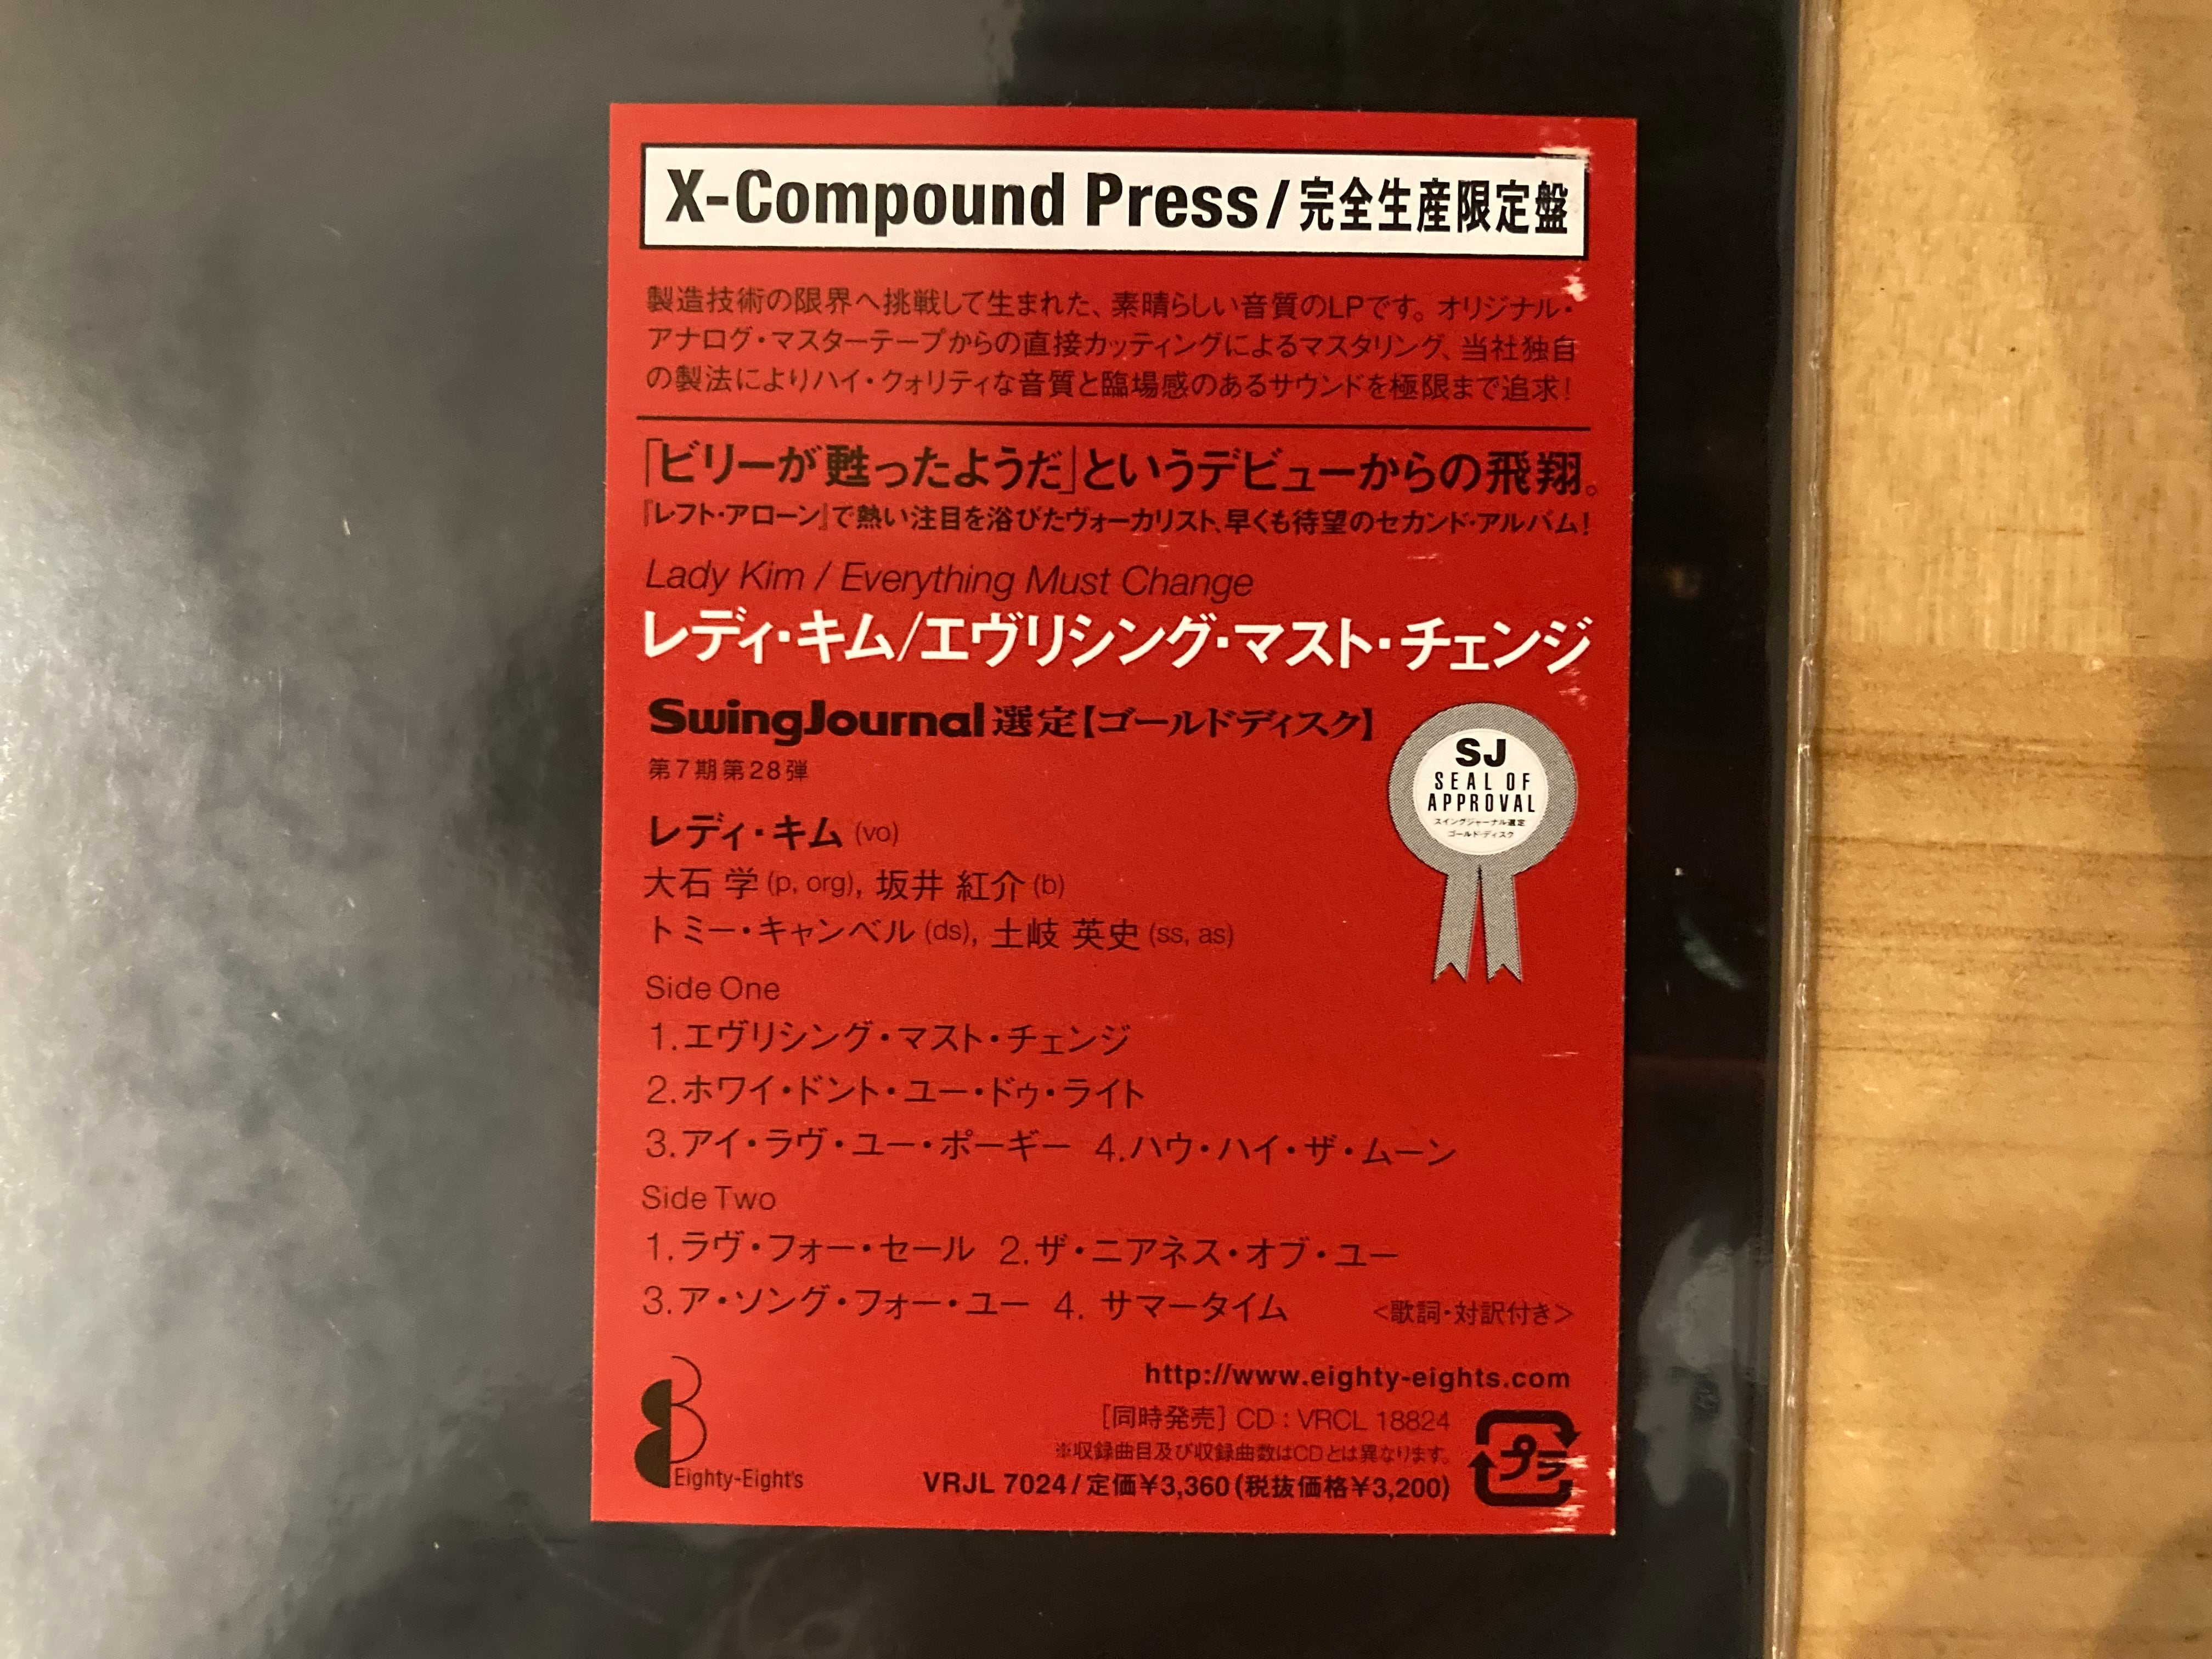 X-Compound Press/完全生産限定盤
製造技術の限界へ挑戦して生まれた、素晴らしい音質のLPです。オリジナル・
アナログ・マスターテープからの直接カッティングによるマスタリング、当社独自
の製法によりハイ・クォリティな音質と臨場感のあるサウンドを極限まで追求!
「ビリーが甦ったようだ」というデビューからの飛翔。
『レフト・アローン』で熱い注目を浴びたヴォーカリスト、早くも待望のセカンド・アルバム!
Lady Kim / Everything Must Change
レディ・キム/エヴリシング・マスト・チェンジ
SwingJournal 選定【ゴールドディスク】
第7期第28弾
SJ
SEAL OF
APPROVAL
スイングジャーナル選定
ゴールド・ディスク
レディ・キム (vo)
大石 学 (p, org), 坂井 紅介 (b)
トミー・キャンベル (ds), 土岐 英史 (ss, as)
Side One
1.エヴリシング・マスト・チェンジ
2.ホワイ・ドント・ユー・ドゥ・ライト
3.アイ・ラヴ・ユー・ポーギー 4.ハウ・ハイ・ザ・ムーン
Side Two
1.ラヴ・フォー・セール 2.ザ・ニアネス・オブ・ユー
3.ア・ソング・フォー・ユー 4. サマータイム <歌詞・対訳付き>
http://www.eighty-eights.com
[同時発売] CD : VRCL 18824
※収録曲目及び収録曲数はCDとは異なります。
VRJL 7024/定価¥3,360(税抜価格¥3,200)
Eighty-Eight's
プラ